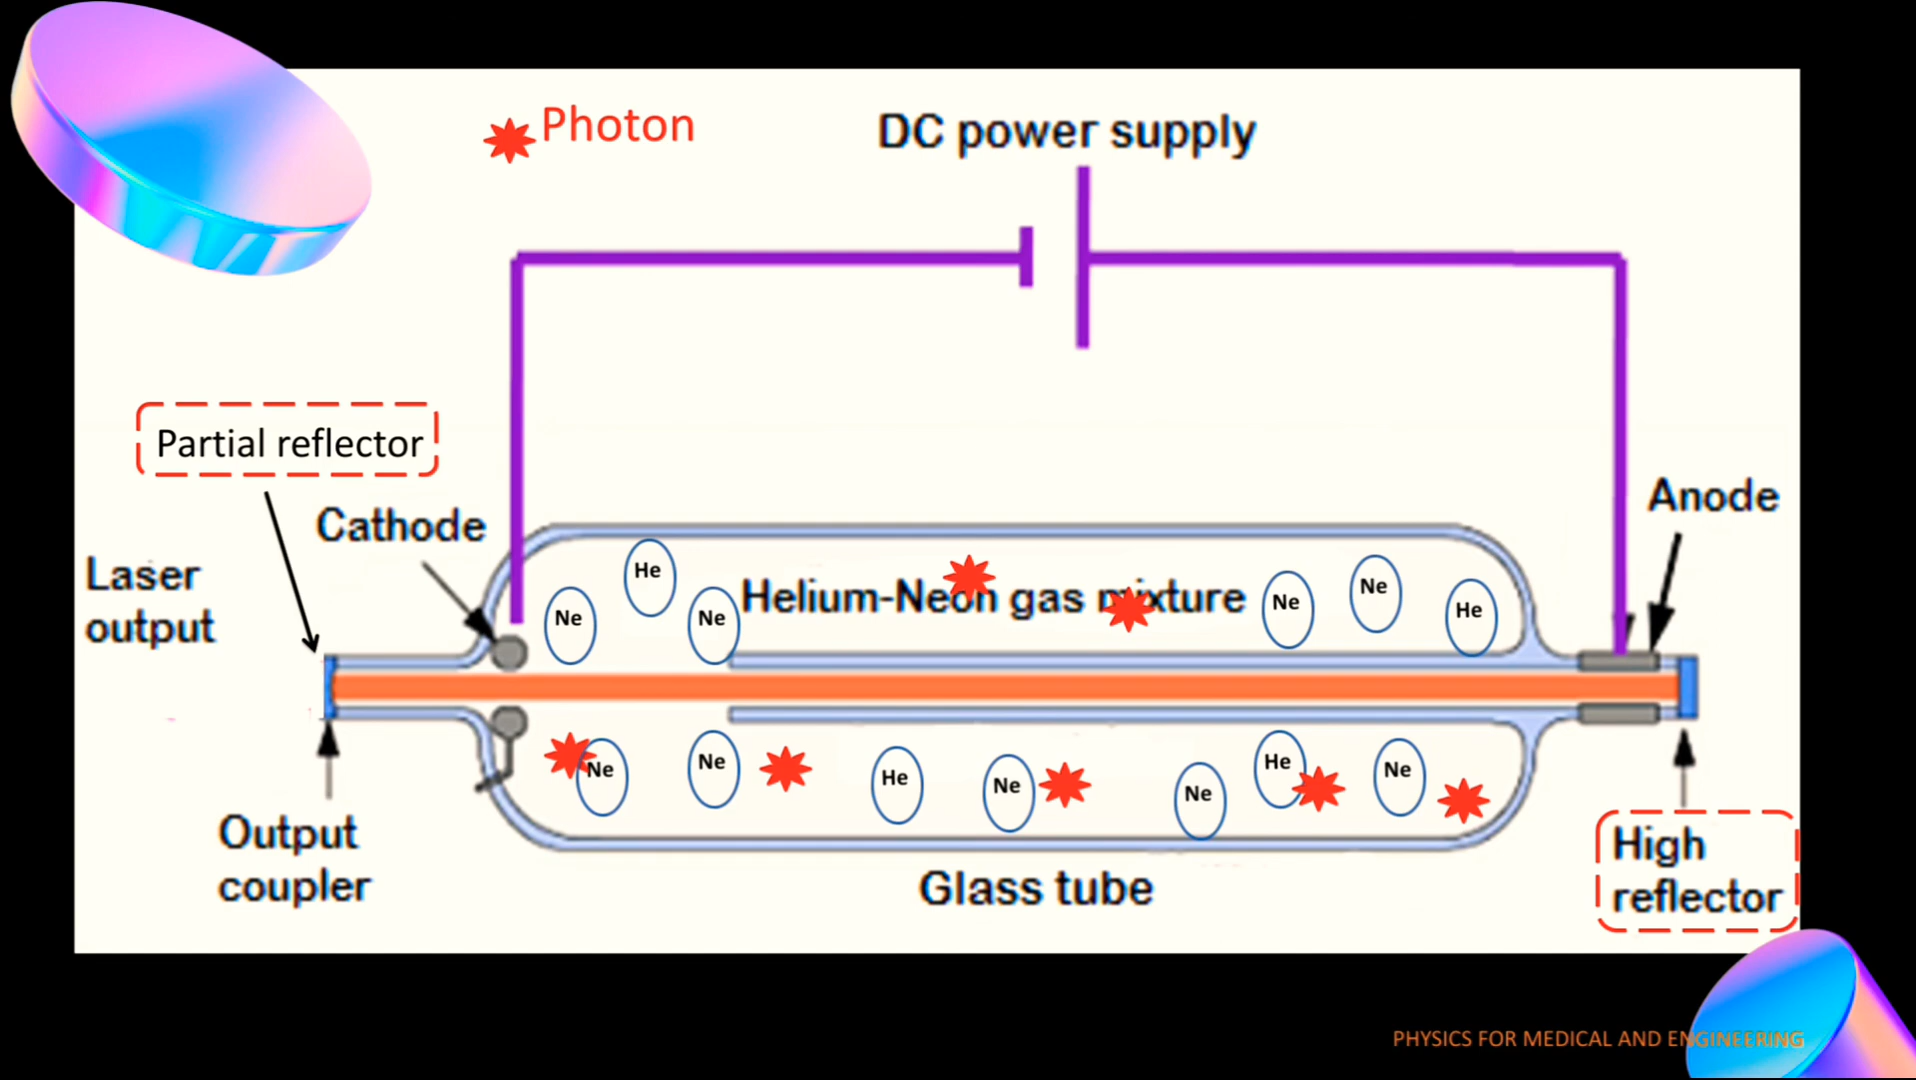 Photon
DC power supply
Partial reflector
Cathode
Anode
Laser
output
He
Ne
Ne
Helium-Neon gas mixture
Ne
Ne
He
Ne
Ne
He
Ne
Ne
He
Ne
Output
coupler
Glass tube
High
reflector
PHYSICS FOR MEDICAL AND ENGINEERING